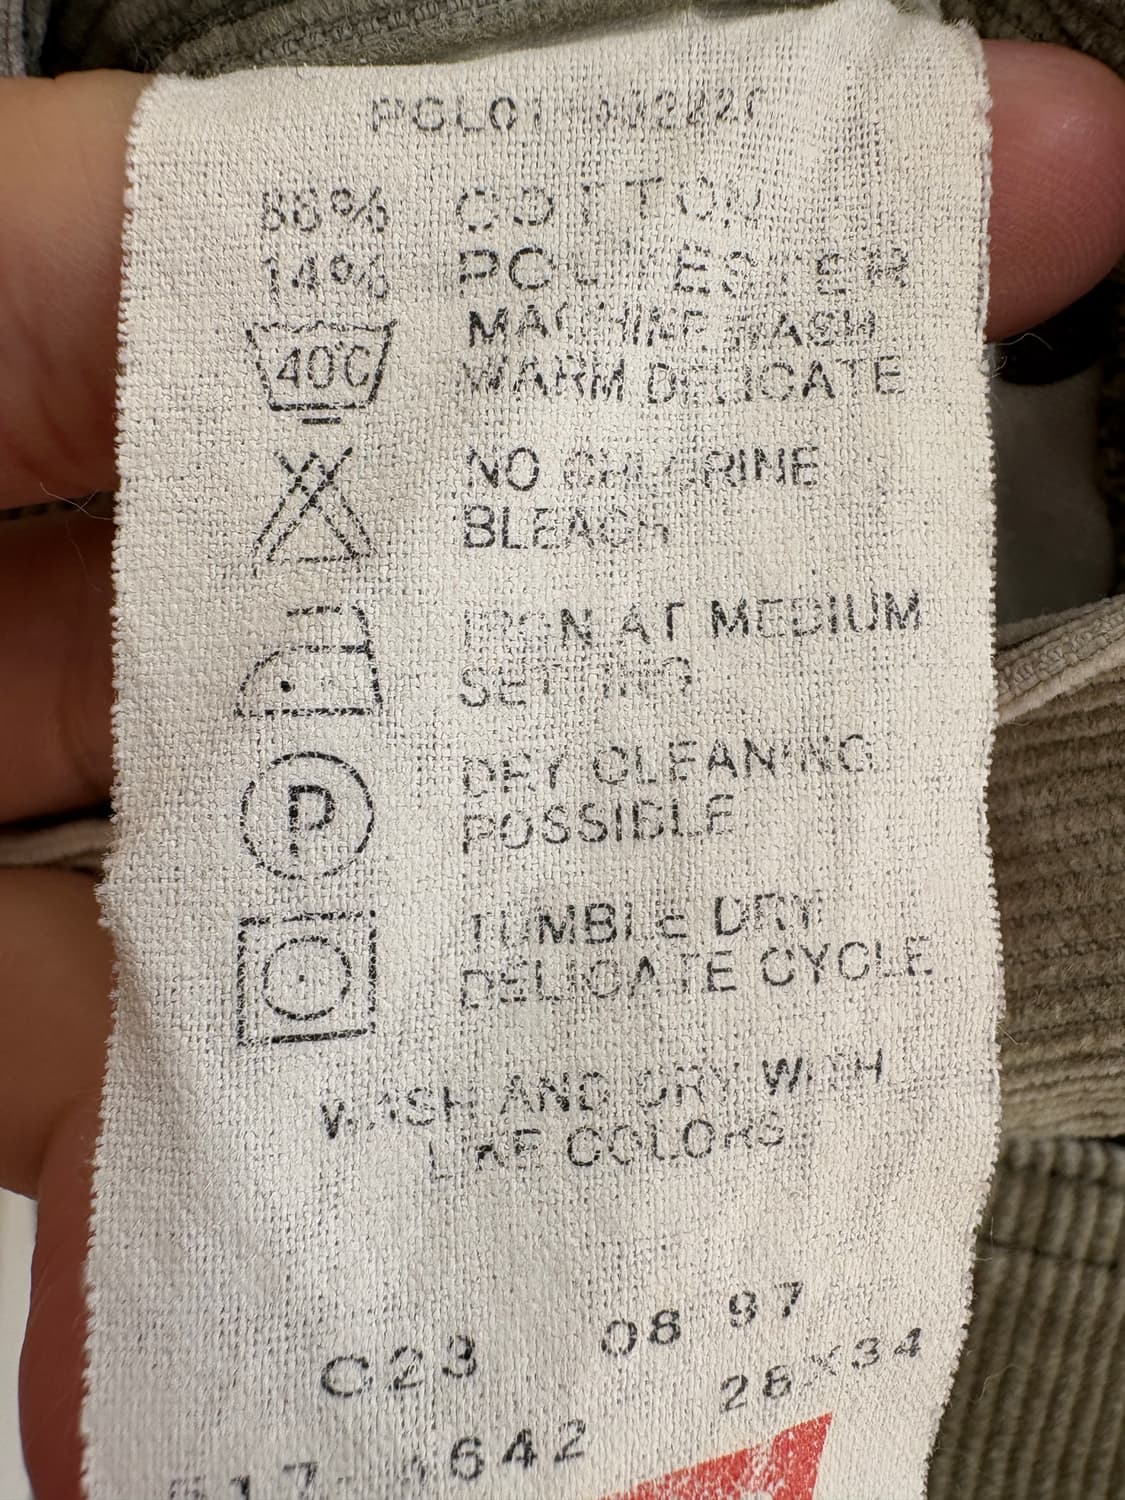 86% COTTON
14% POLYESTER
40°C MACHINE WASH
WARM DELICATE
NO CHLORINE
BLEACH
IRON AT MEDIUM
SETTING
P DRY CLEANING
POSSIBLE
TUMBLE DRY
DELICATE CYCLE
WASH AND DRY WITH
LIKE COLORS
C23 08 97
28X34